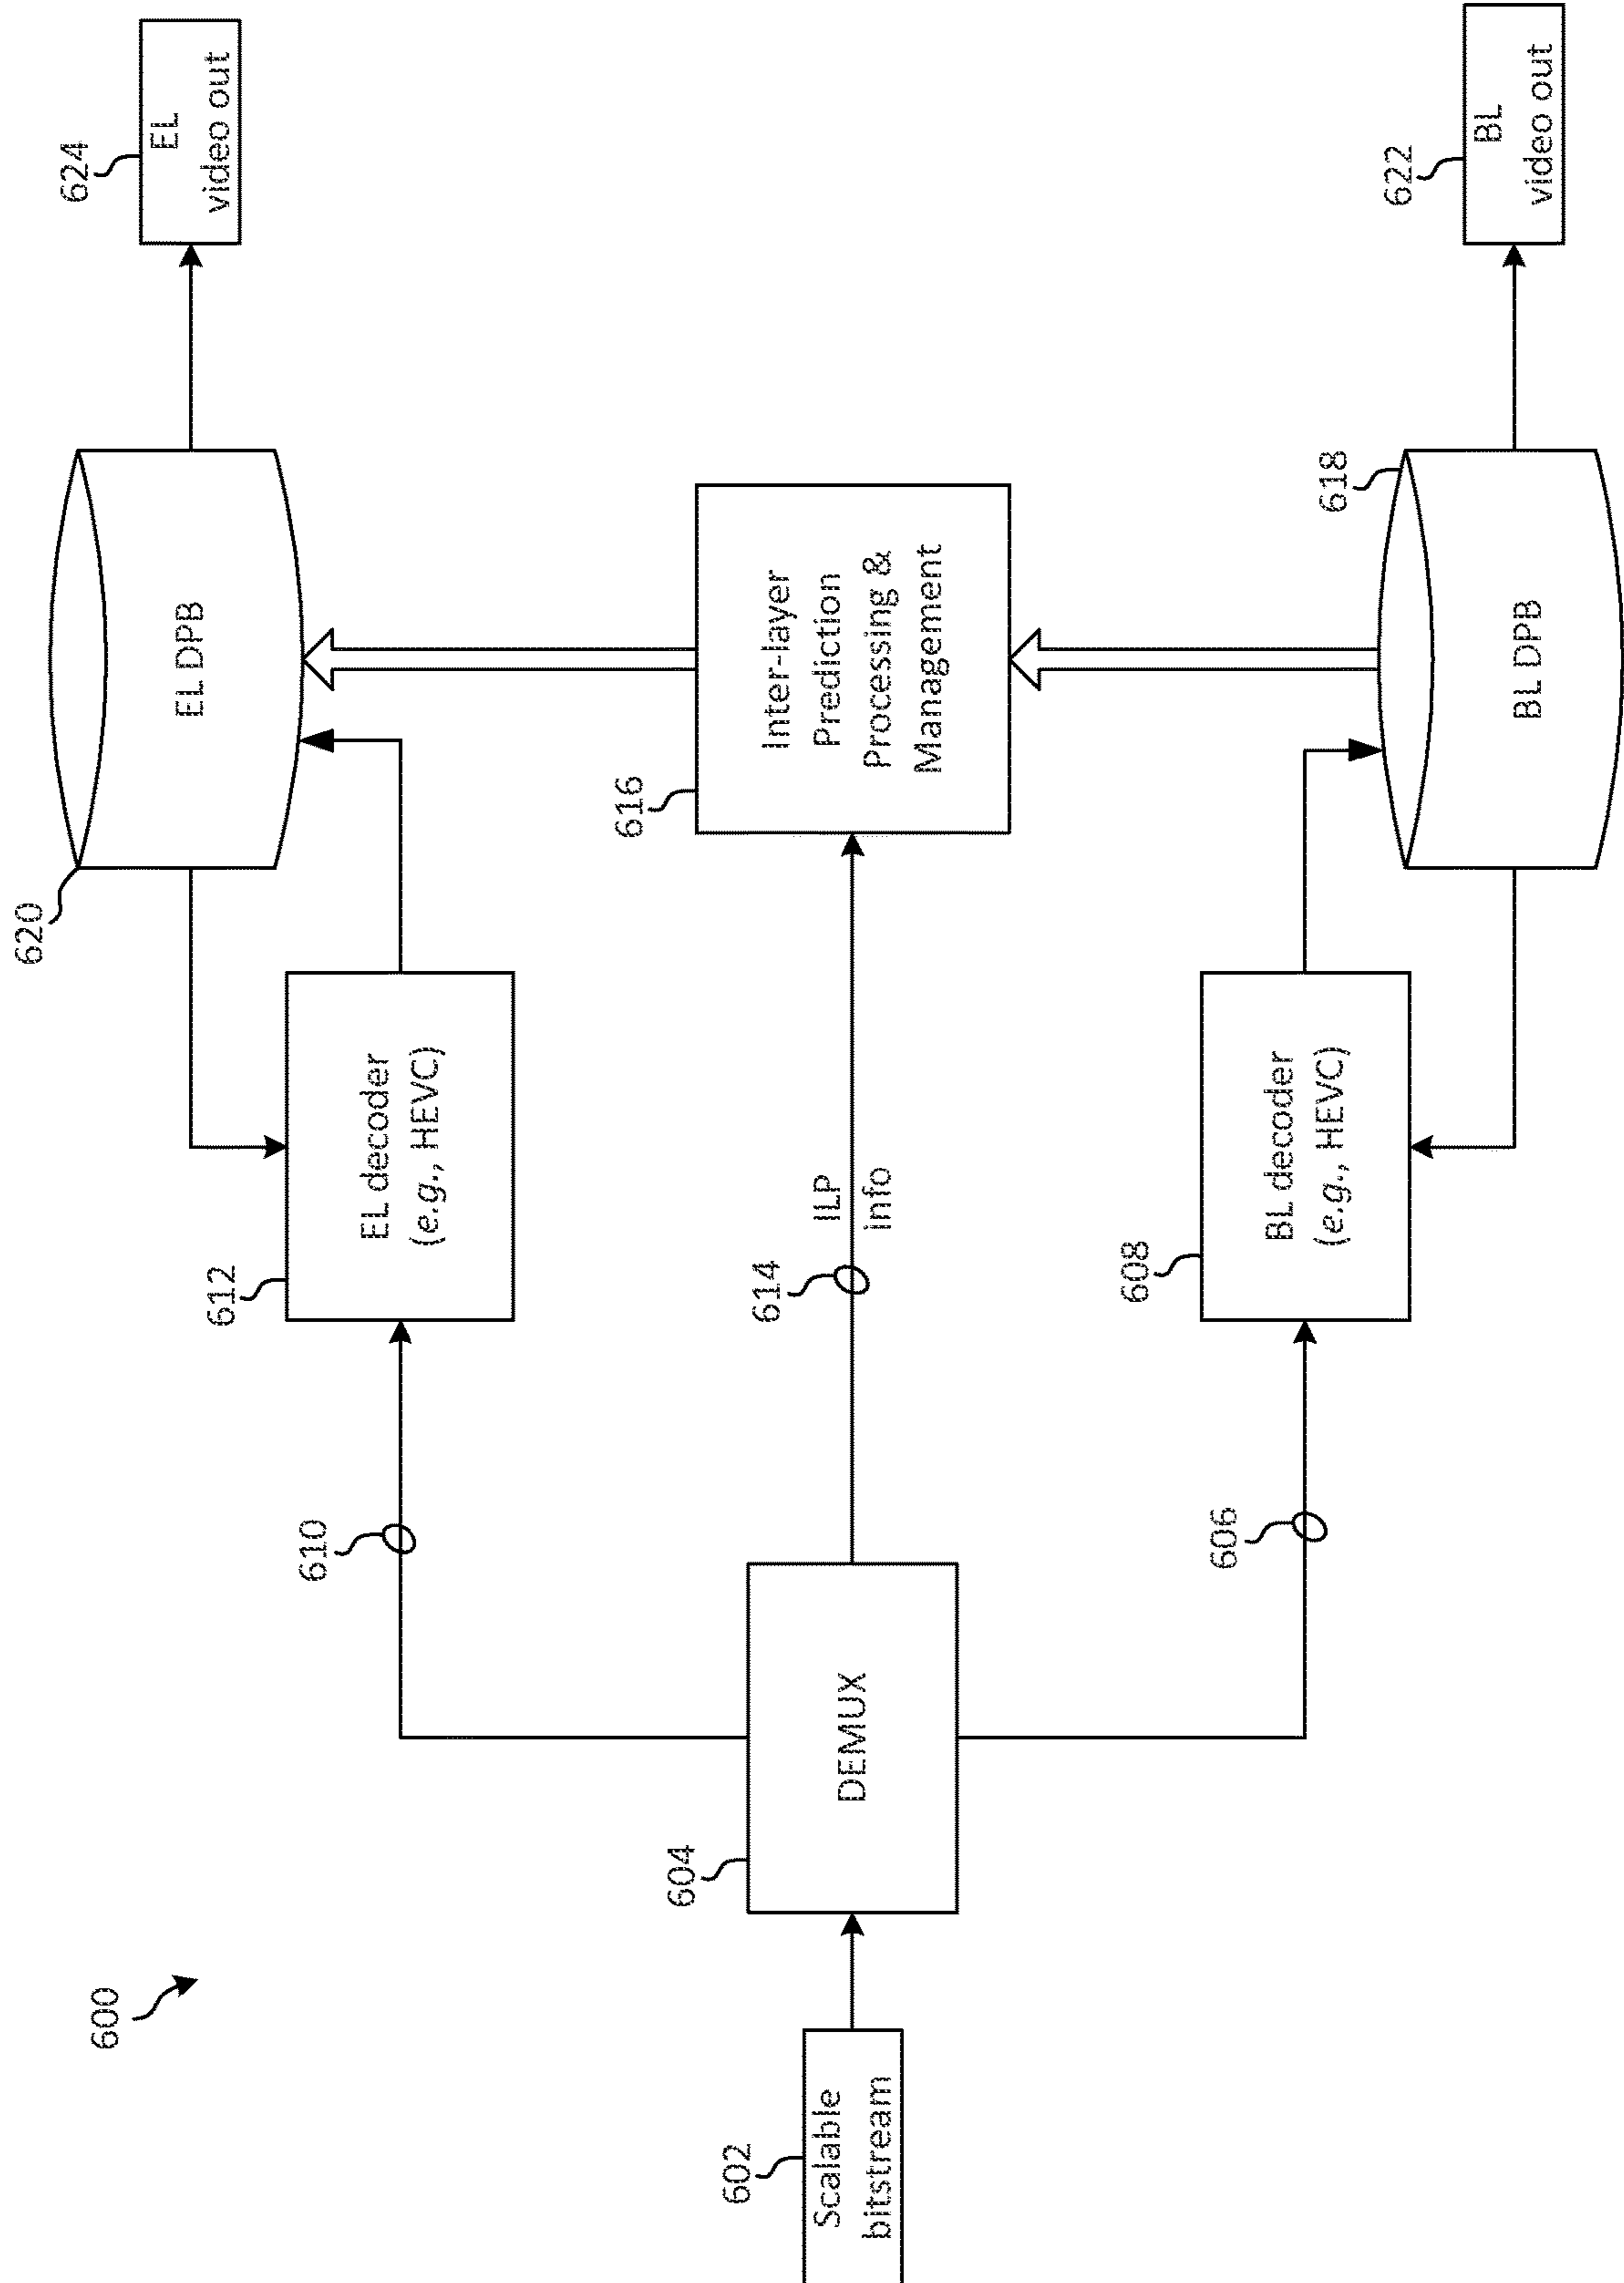 600
602
Scalable
bitstream
604
DEMUX
610
606
612
EL decoder
(e.g., HEVC)
614
ILP
info
608
BL decoder
(e.g., HEVC)
620
EL DPB
616
Inter-layer
Prediction
Processing &
Management
618
BL DPB
624
EL
video out
622
BL
video out